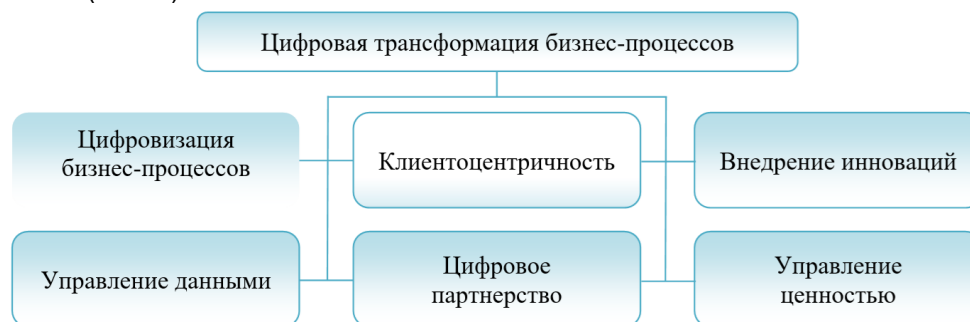 Цифровая трансформация бизнес-процессов
Цифровизация
бизнес-процессов
Клиентоцентричность
Внедрение инноваций
Управление данными
Цифровое
партнерство
Управление
ценностью